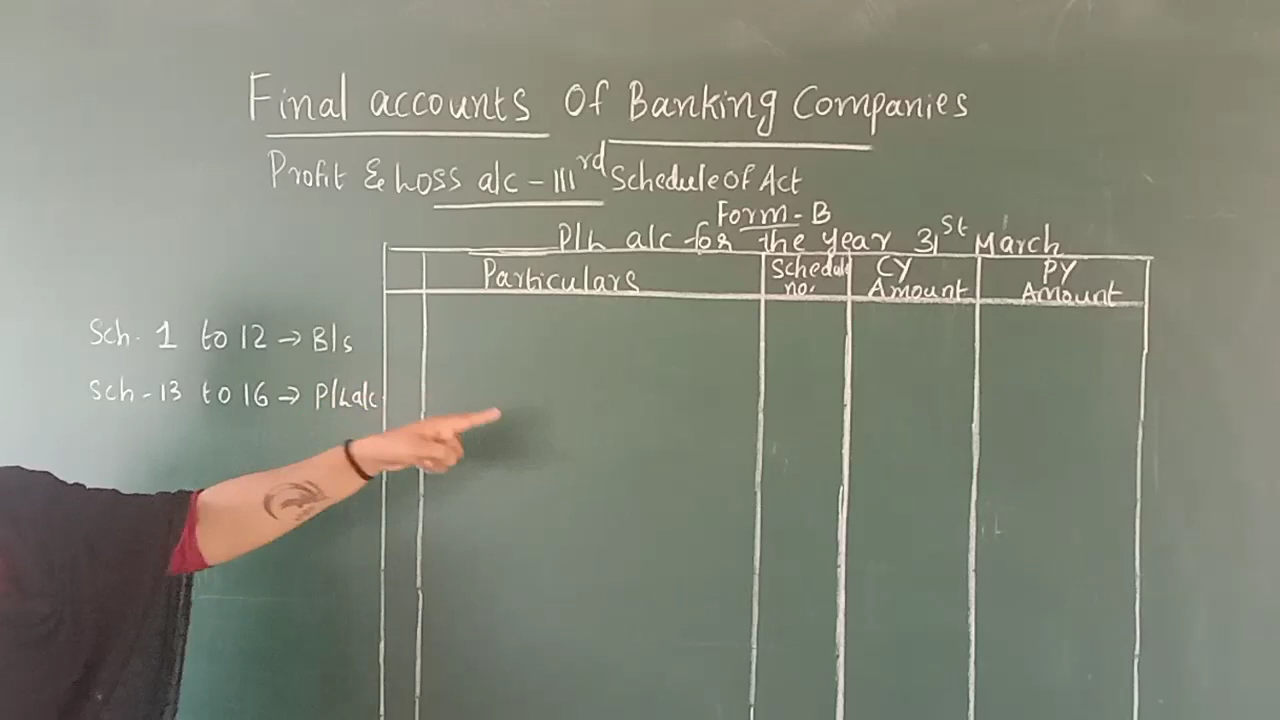 Final accounts Of Banking Companies
Profit & Loss a/c - IIIrd Schedule Of Act
Form - B
P/L a/c for the year 31st March
Particulars
Schedule no.
CY Amount
PY Amount
Sch. 1 to 12 → B/s
Sch - 13 to 16 → P/L a/c